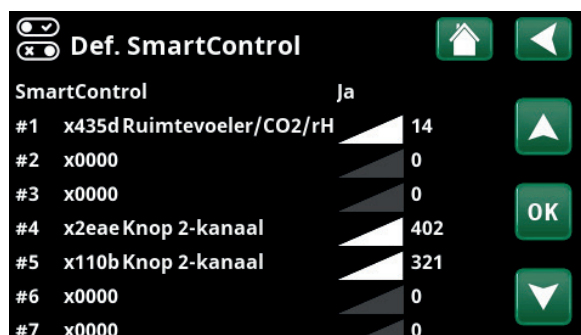 Def. SmartControl
SmartControl Ja
#1 x435d Ruimtevoeler/CO2/rH 14
#2 x0000 0
#3 x0000 0
#4 x2eae Knop 2-kanaal 402
#5 x110b Knop 2-kanaal 321
#6 x0000 0
#7 x0000 0
OK